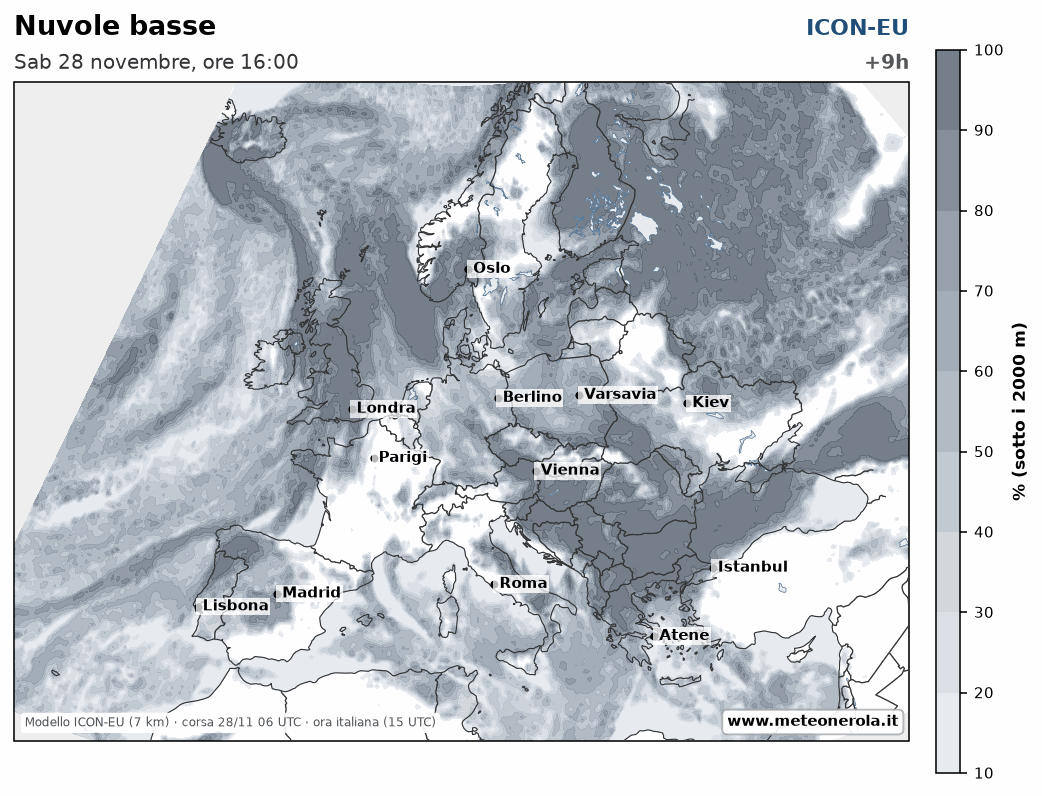 Nuvole basse
ICON-EU
Sab 28 novembre, ore 16:00
+9h
100
90
80
70
60
50
40
30
20
10
% (sotto i 2000 m)
Oslo
Berlino
Varsavia
Kiev
Londra
Parigi
Vienna
Istanbul
Roma
Madrid
Lisbona
Atene
Modello ICON-EU (7 km) · corsa 28/11 06 UTC · ora italiana (15 UTC)
www.meteonerola.it